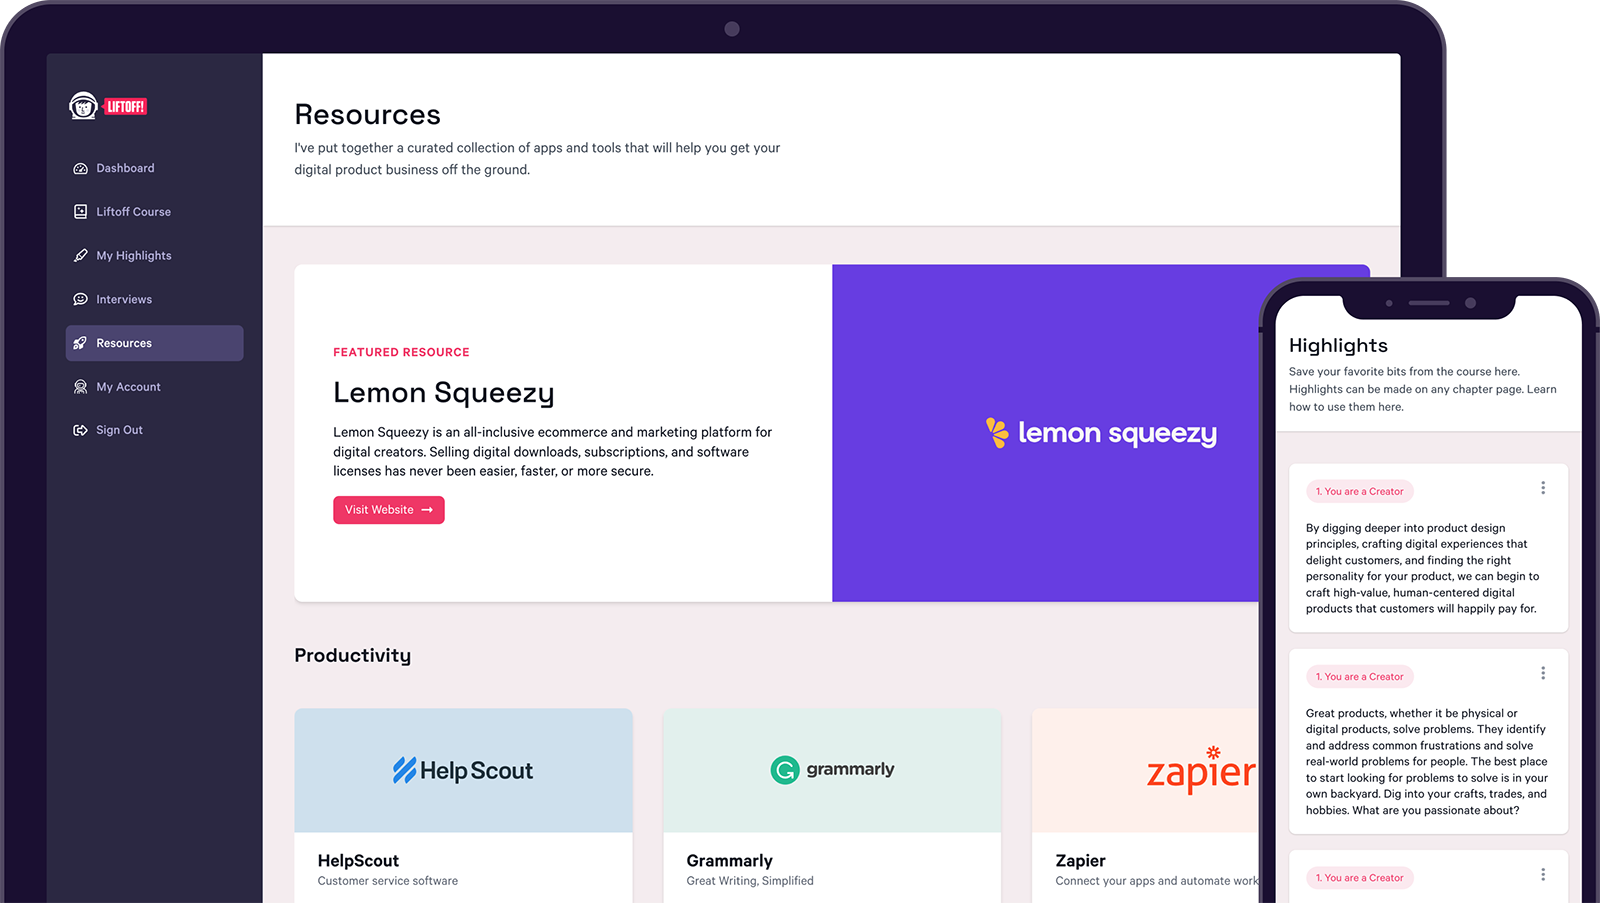 LIFTOFF!
Dashboard
Liftoff Course
My Highlights
Interviews
Resources
My Account
Sign Out
Resources
I've put together a curated collection of apps and tools that will help you get your
digital product business off the ground.
FEATURED RESOURCE
Lemon Squeezy
Lemon Squeezy is an all-inclusive ecommerce and marketing platform for
digital creators. Selling digital downloads, subscriptions, and software
licenses has never been easier, faster, or more secure.
Visit Website →
lemon squeezy
Productivity
Help Scout
HelpScout
Customer service software
grammarly
Grammarly
Great Writing, Simplified
zapier
Zapier
Connect your apps and automate work
Highlights
Save your favorite bits from the course here.
Highlights can be made on any chapter page. Learn
how to use them here.
1. You are a Creator
By digging deeper into product design
principles, crafting digital experiences that
delight customers, and finding the right
personality for your product, we can begin to
craft high-value, human-centered digital
products that customers will happily pay for.
1. You are a Creator
Great products, whether it be physical or
digital products, solve problems. They identify
and address common frustrations and solve
real-world problems for people. The best place
to start looking for problems to solve is in your
own backyard. Dig into your crafts, trades, and
hobbies. What are you passionate about?
1. You are a Creator